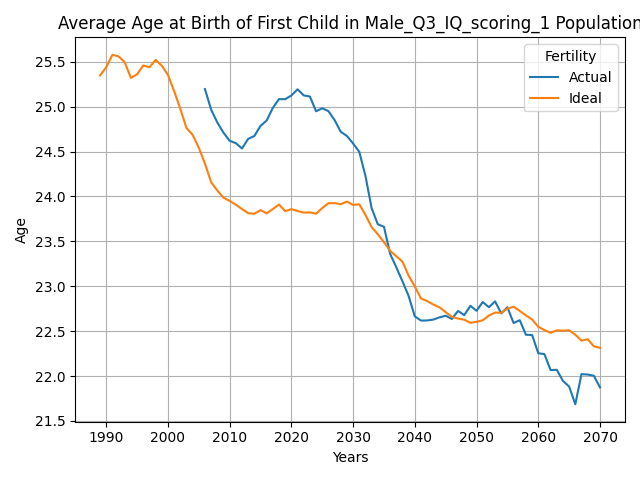 Average Age at Birth of First Child in Male_Q3_IQ_scoring_1 Population
Fertility
Actual
Ideal
Age
25.5
25.0
24.5
24.0
23.5
23.0
22.5
22.0
21.5
1990 2000 2010 2020 2030 2040 2050 2060 2070
Years